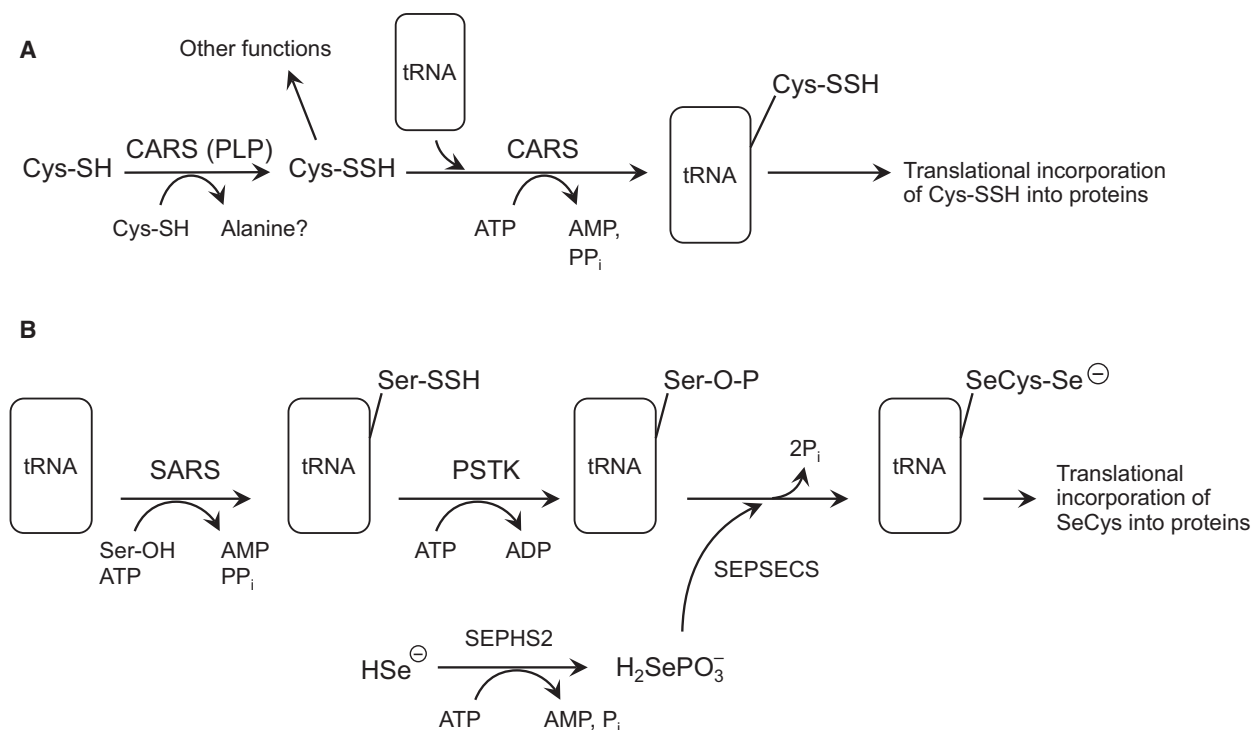 A
Other functions
tRNA
Cys-SSH
Cys-SH
CARS (PLP)
Cys-SSH
CARS
tRNA
Translational incorporation
of Cys-SSH into proteins
Cys-SH
Alanine?
ATP
AMP,
PPi
B
Ser-SSH
Ser-O-P
SeCys-Se⊖
tRNA
SARS
tRNA
PSTK
tRNA
2Pi
tRNA
Translational
incorporation of
SeCys into proteins
Ser-OH
ATP
AMP
PPi
ATP
ADP
SEPSECS
HSe⊖
SEPHS2
H₂SePO₃⁻
ATP
AMP, Pi